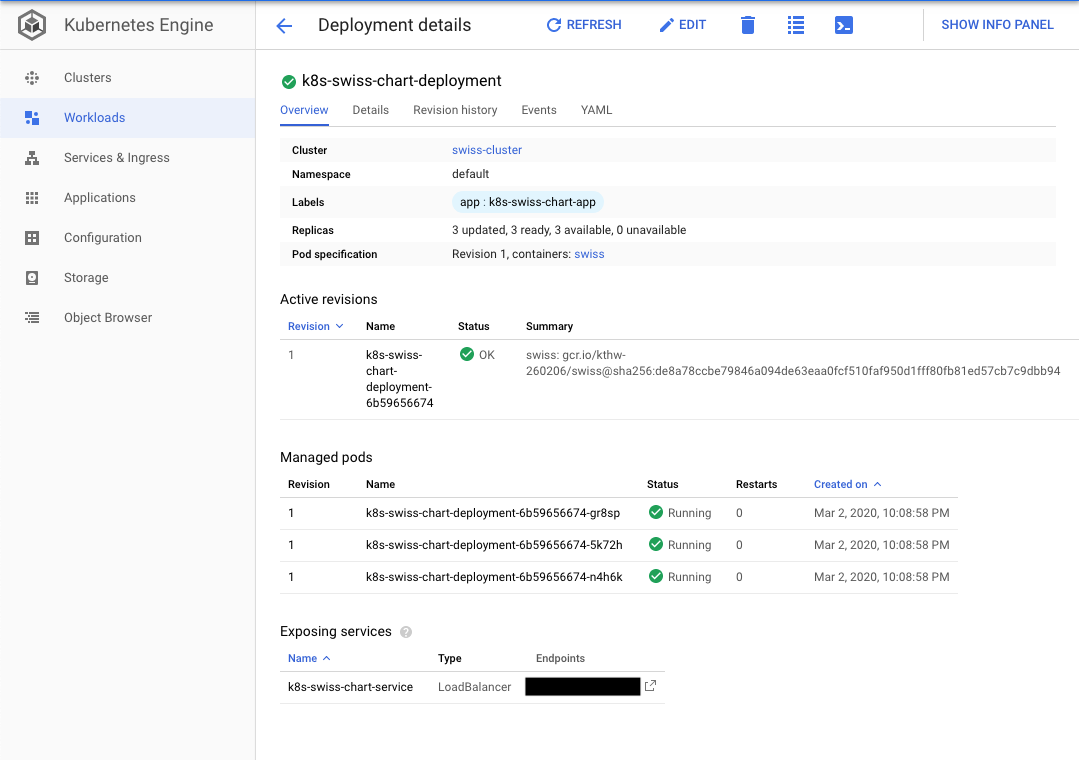 Kubernetes Engine
Deployment details
REFRESH
EDIT
SHOW INFO PANEL
Clusters
Workloads
Services & Ingress
Applications
Configuration
Storage
Object Browser
k8s-swiss-chart-deployment
Overview Details Revision history Events YAML
Cluster swiss-cluster
Namespace default
Labels app : k8s-swiss-chart-app
Replicas 3 updated, 3 ready, 3 available, 0 unavailable
Pod specification Revision 1, containers: swiss
Active revisions
Revision Name Status Summary
1 k8s-swiss- OK swiss: gcr.io/kthw-
chart- 260206/swiss@sha256:de8a78ccbe79846a094de63eaa0fcf510faf950d1fff80fb81ed57cb7c9dbb94
deployment-
6b59656674
Managed pods
Revision Name Status Restarts Created on
1 k8s-swiss-chart-deployment-6b59656674-gr8sp Running 0 Mar 2, 2020, 10:08:58 PM
1 k8s-swiss-chart-deployment-6b59656674-5k72h Running 0 Mar 2, 2020, 10:08:58 PM
1 k8s-swiss-chart-deployment-6b59656674-n4h6k Running 0 Mar 2, 2020, 10:08:58 PM
Exposing services ?
Name Type Endpoints
k8s-swiss-chart-service LoadBalancer